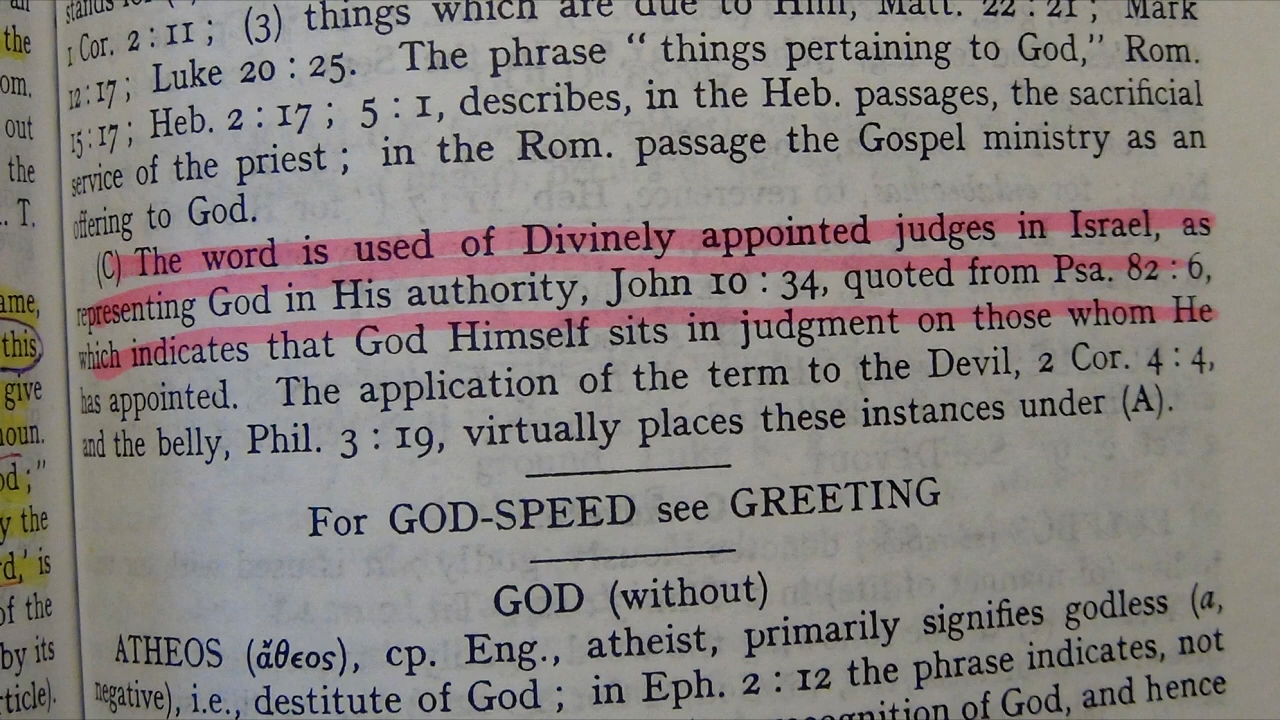 all
the
om.
out
the
. T.
ame,
this
give
noun.
od;"
y the
d,' is
of the
by its
rticle).
stands for
1 Cor. 2 : 11 ; (3) things which are due to Him, Matt. 22 : 21 ; Mark
12 : 17 ; Luke 20 : 25. The phrase “ things pertaining to God,” Rom.
15 : 17 ; Heb. 2 : 17 ; 5 : 1, describes, in the Heb. passages, the sacrificial
service of the priest ; in the Rom. passage the Gospel ministry as an
offering to God.
(C) The word is used of Divinely appointed judges in Israel, as
representing God in His authority, John 10 : 34, quoted from Psa. 82 : 6,
which indicates that God Himself sits in judgment on those whom He
has appointed. The application of the term to the Devil, 2 Cor. 4 : 4,
and the belly, Phil. 3 : 19, virtually places these instances under (A).
For GOD-SPEED see GREETING
GOD (without)
ATHEOS (ἄθεος), cp. Eng., atheist, primarily signifies godless (a,
negative), i.e., destitute of God ; in Eph. 2 : 12 the phrase indicates, not
of God, and hence